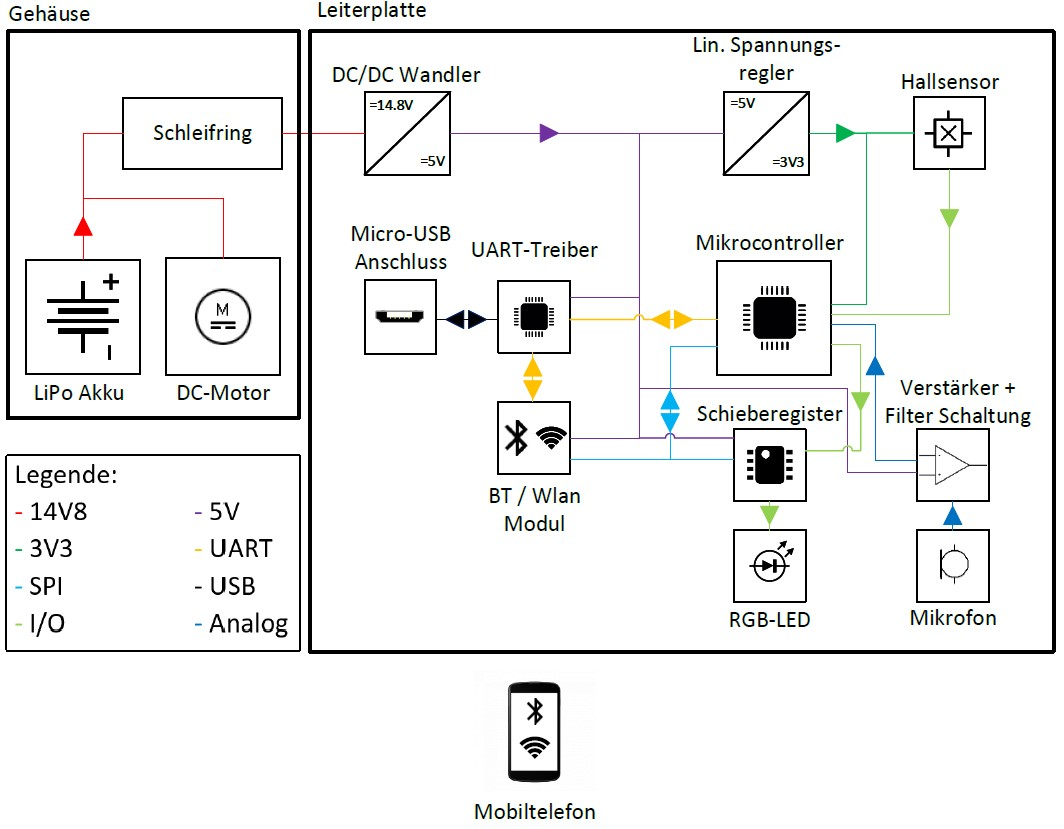 Gehäuse
Leiterplatte
Schleifring
LiPo Akku
M
DC-Motor
DC/DC Wandler
=14.8V
=5V
Lin. Spannungs-
regler
=5V
=3V3
Hallsensor
Micro-USB
Anschluss
UART-Treiber
Mikrocontroller
BT / Wlan
Modul
Schieberegister
Verstärker +
Filter Schaltung
RGB-LED
Mikrofon
Legende:
- 14V8
- 5V
- 3V3
- UART
- SPI
- USB
- I/O
- Analog
Mobiltelefon